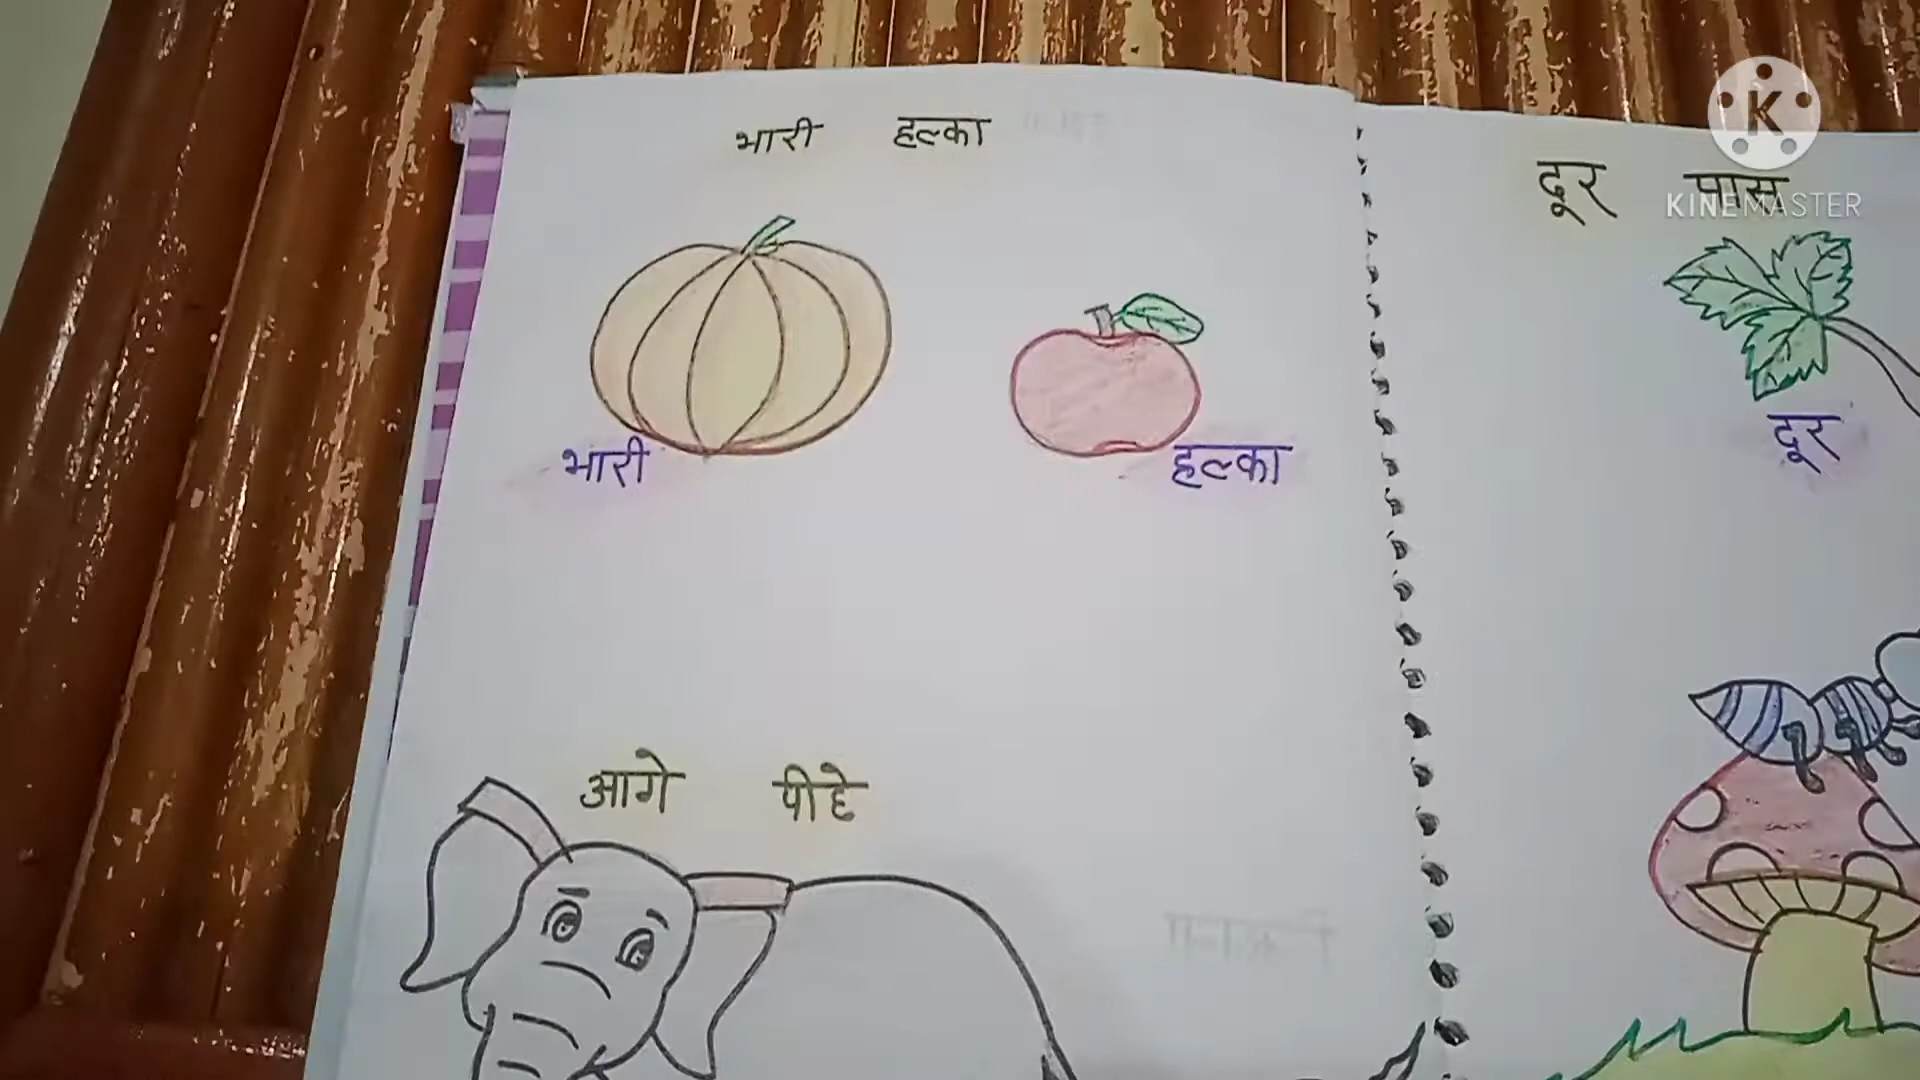 भारी हल्का
भारी
हल्का
आगे पीछे
दूर पास
दूर
K
KINEMASTER